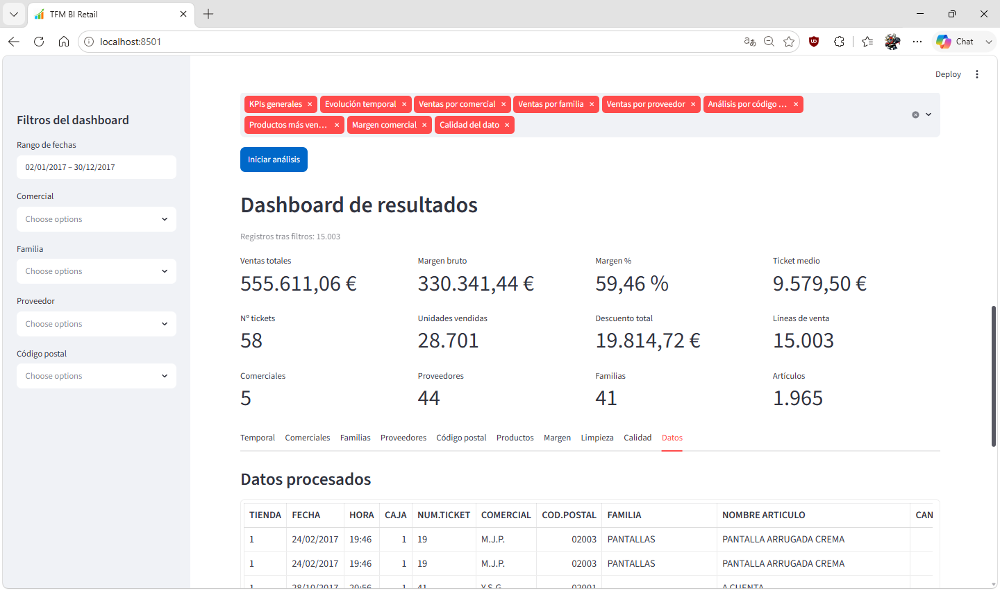 TFM BI Retail
localhost:8501
Chat
Deploy
Filtros del dashboard
Rango de fechas
02/01/2017 – 30/12/2017
Comercial
Choose options
Familia
Choose options
Proveedor
Choose options
Código postal
Choose options
KPIs generales × Evolución temporal × Ventas por comercial × Ventas por familia × Ventas por proveedor × Análisis por código ... ×
Productos más ven... × Margen comercial × Calidad del dato ×
Iniciar análisis
Dashboard de resultados
Registros tras filtros: 15.003
Ventas totales Margen bruto Margen % Ticket medio
555.611,06 € 330.341,44 € 59,46 % 9.579,50 €
Nº tickets Unidades vendidas Descuento total Líneas de venta
58 28.701 19.814,72 € 15.003
Comerciales Proveedores Familias Artículos
5 44 41 1.965
Temporal Comerciales Familias Proveedores Código postal Productos Margen Limpieza Calidad Datos
Datos procesados
TIENDA FECHA HORA CAJA NUM.TICKET COMERCIAL COD.POSTAL FAMILIA NOMBRE ARTICULO CAN
1 24/02/2017 19:46 1 19 M.J.P. 02003 PANTALLAS PANTALLA ARRUGADA CREMA
1 24/02/2017 19:46 1 19 M.J.P. 02003 PANTALLAS PANTALLA ARRUGADA CREMA
1 28/10/2017 20:56 1 41 Y.S.G. 02001 A CUENTA